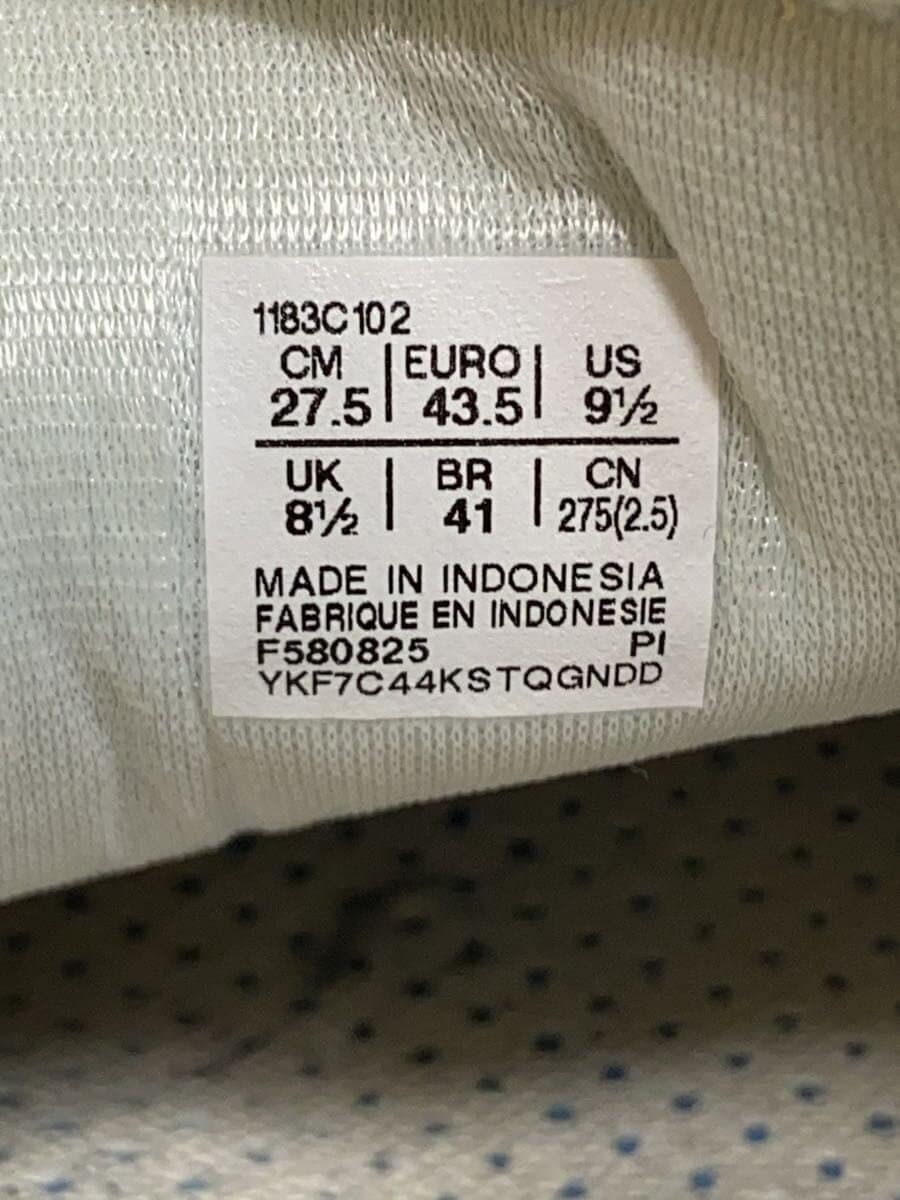 1183C102
CM | EURO | US
27.5 | 43.5 | 9½
UK | BR | CN
8½ | 41 | 275(2.5)
MADE IN INDONESIA
FABRIQUE EN INDONESIE
F580825 PI
YKF7C44KSTQGNDD